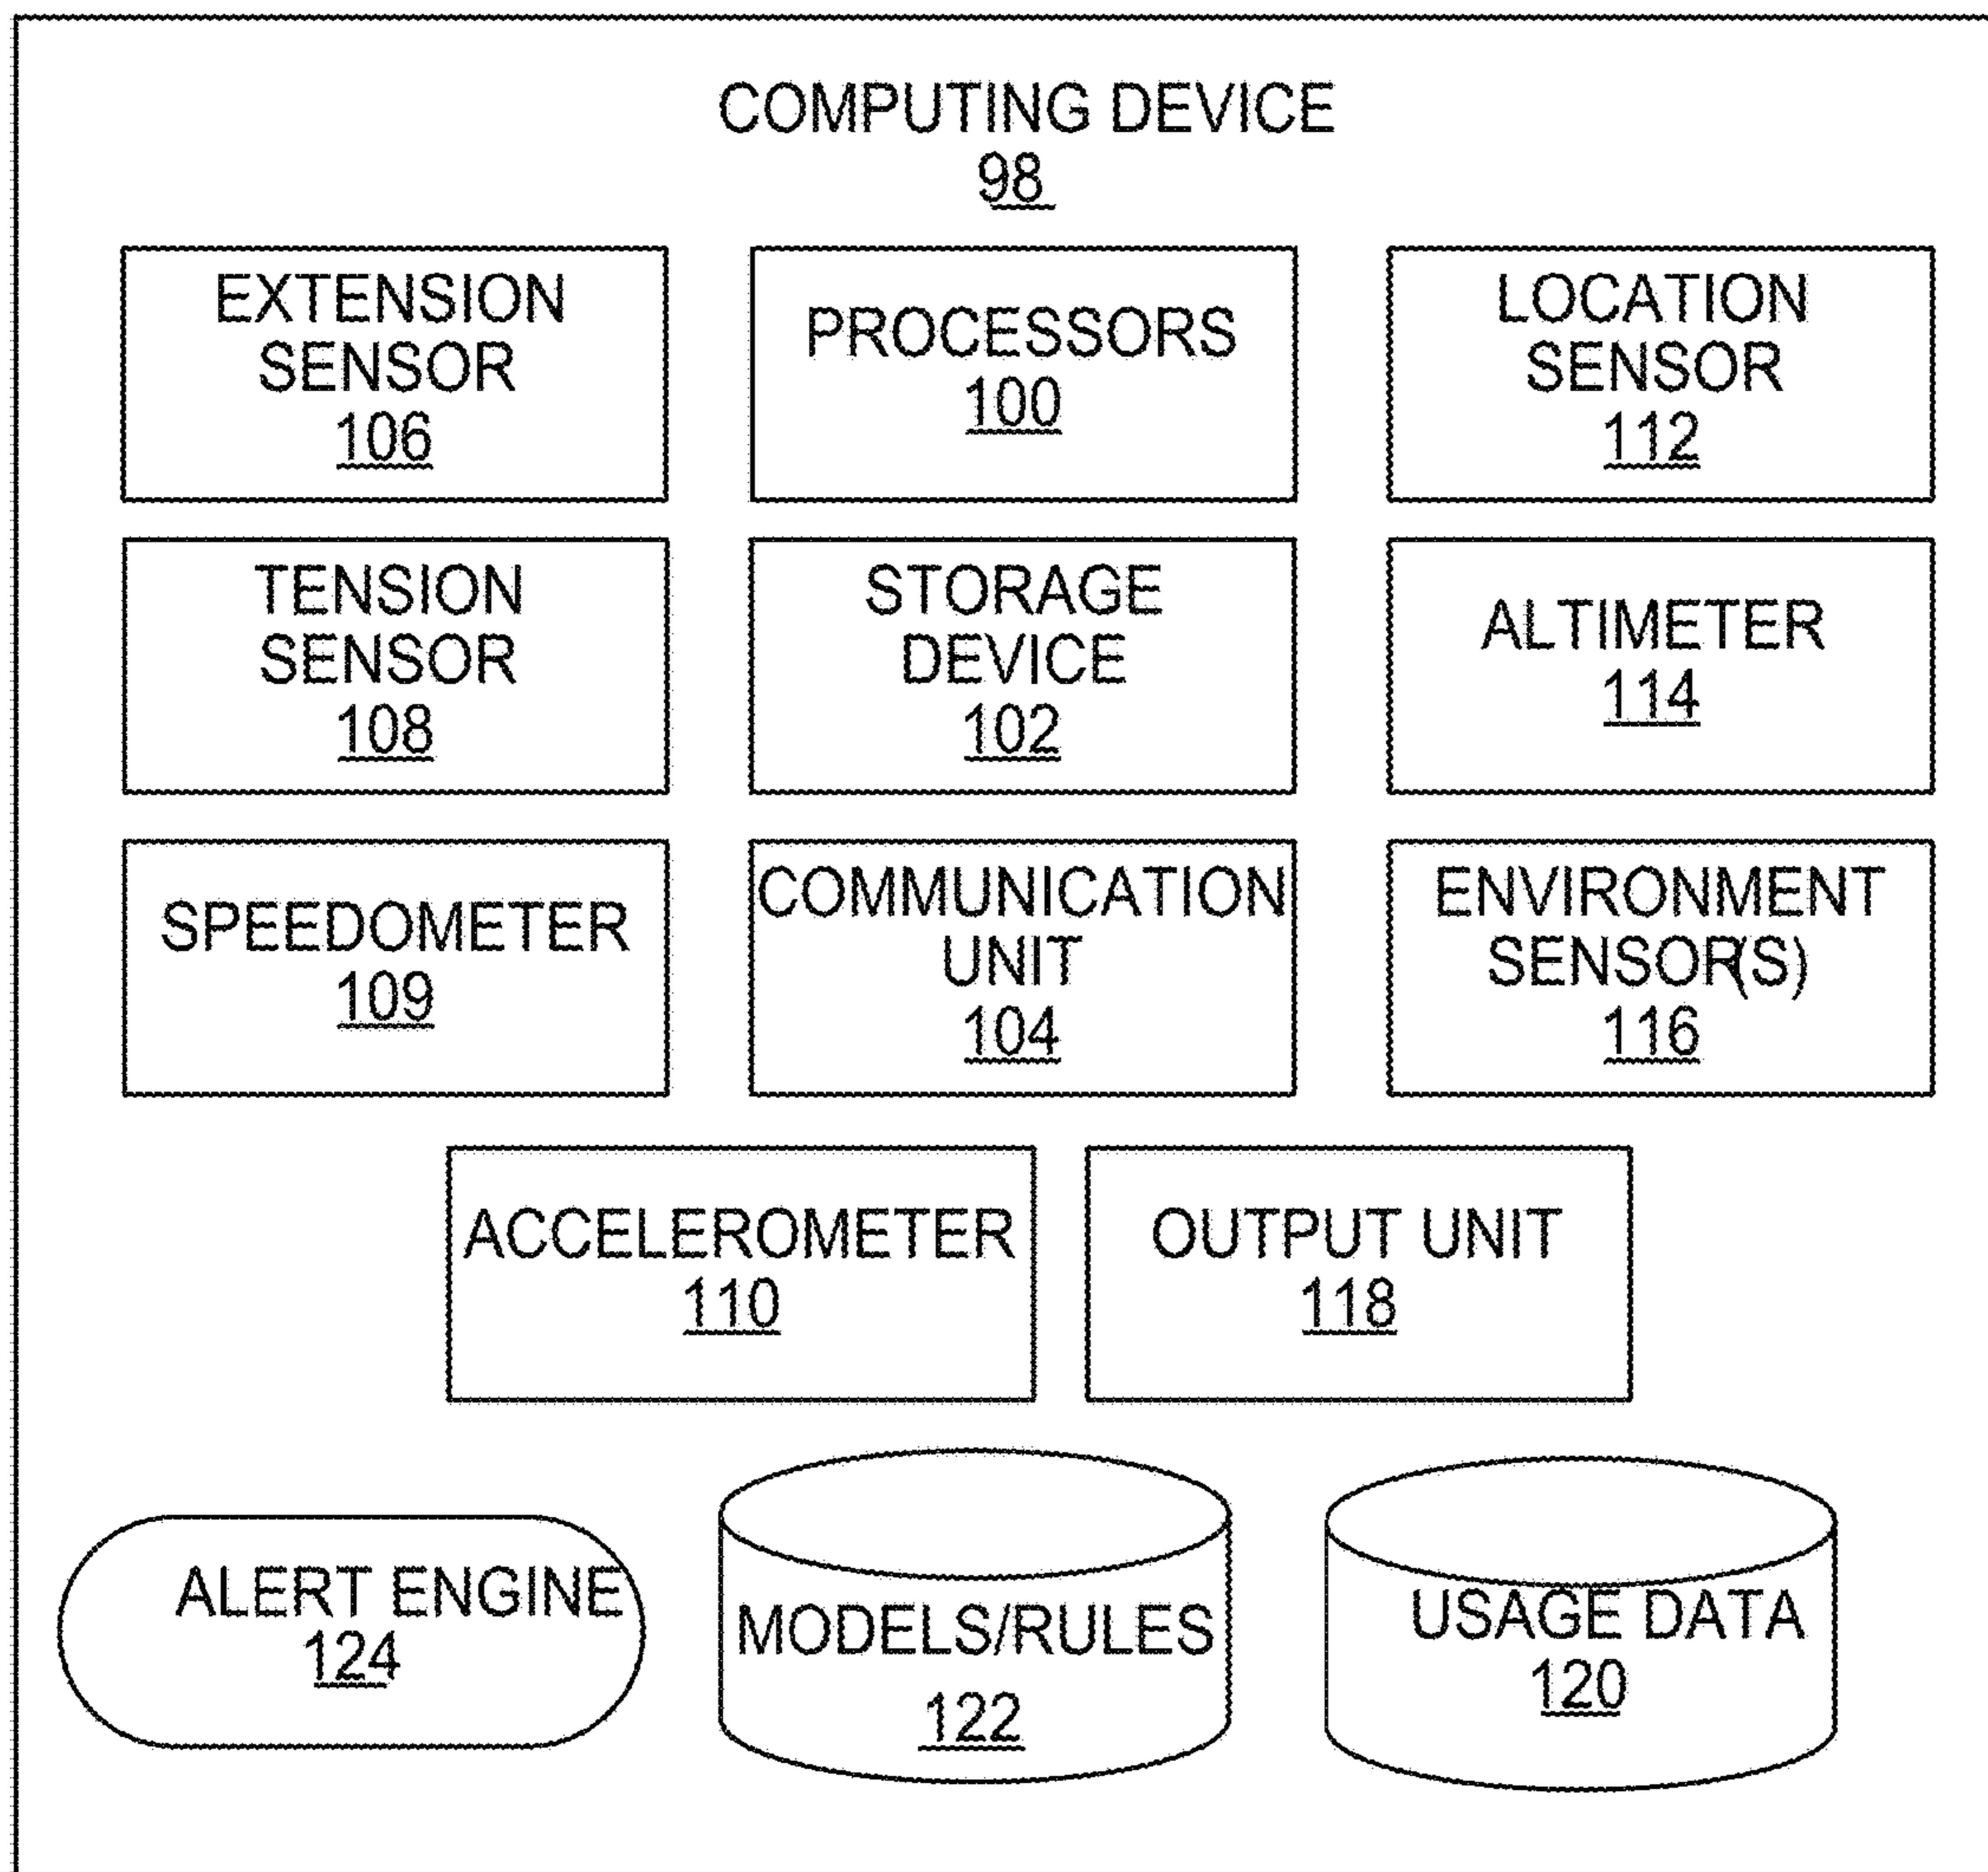 COMPUTING DEVICE
98
EXTENSION
SENSOR
106
PROCESSORS
100
LOCATION
SENSOR
112
TENSION
SENSOR
108
STORAGE
DEVICE
102
ALTIMETER
114
SPEEDOMETER
109
COMMUNICATION
UNIT
104
ENVIRONMENT
SENSOR(S)
116
ACCELEROMETER
110
OUTPUT UNIT
118
ALERT ENGINE
124
MODELS/RULES
122
USAGE DATA
120